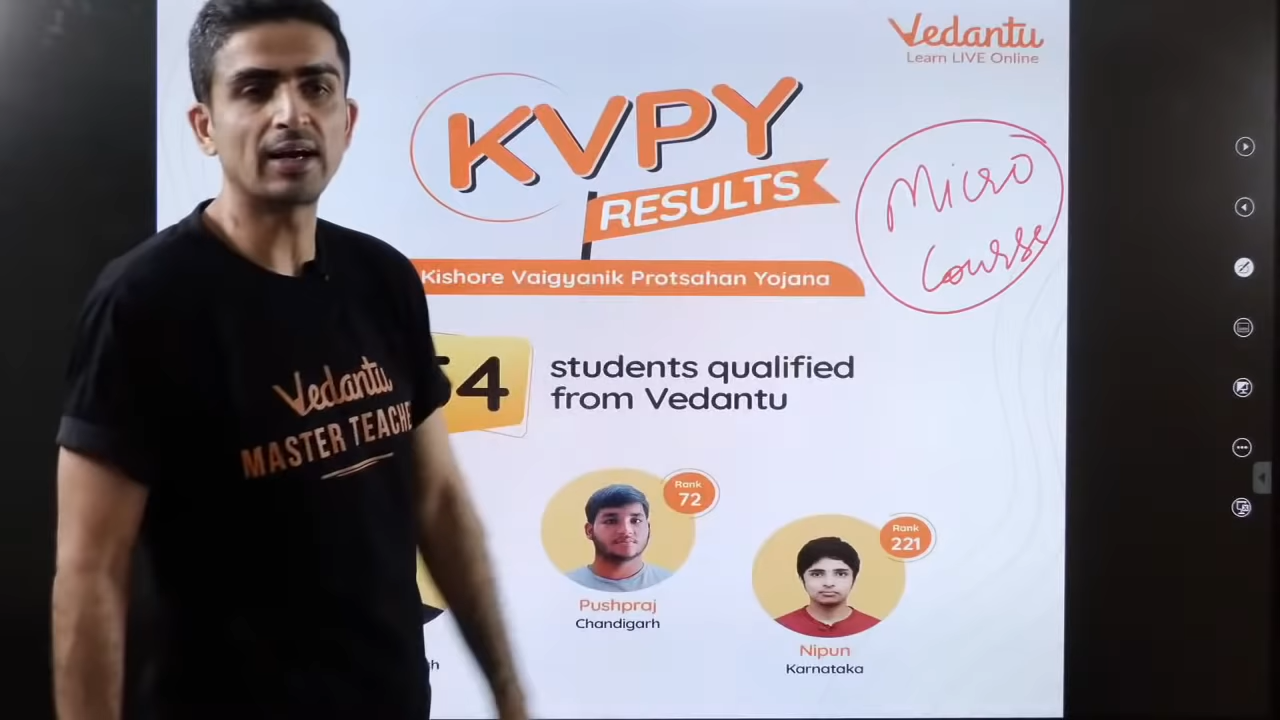 Vedantu
Learn LIVE Online
KVPY
RESULTS
Micro
Course
Kishore Vaigyanik Protsahan Yojana
54
students qualified
from Vedantu
Vedantu
MASTER TEACHE
Rank
72
Rank
221
Pushpraj
Chandigarh
Nipun
Karnataka